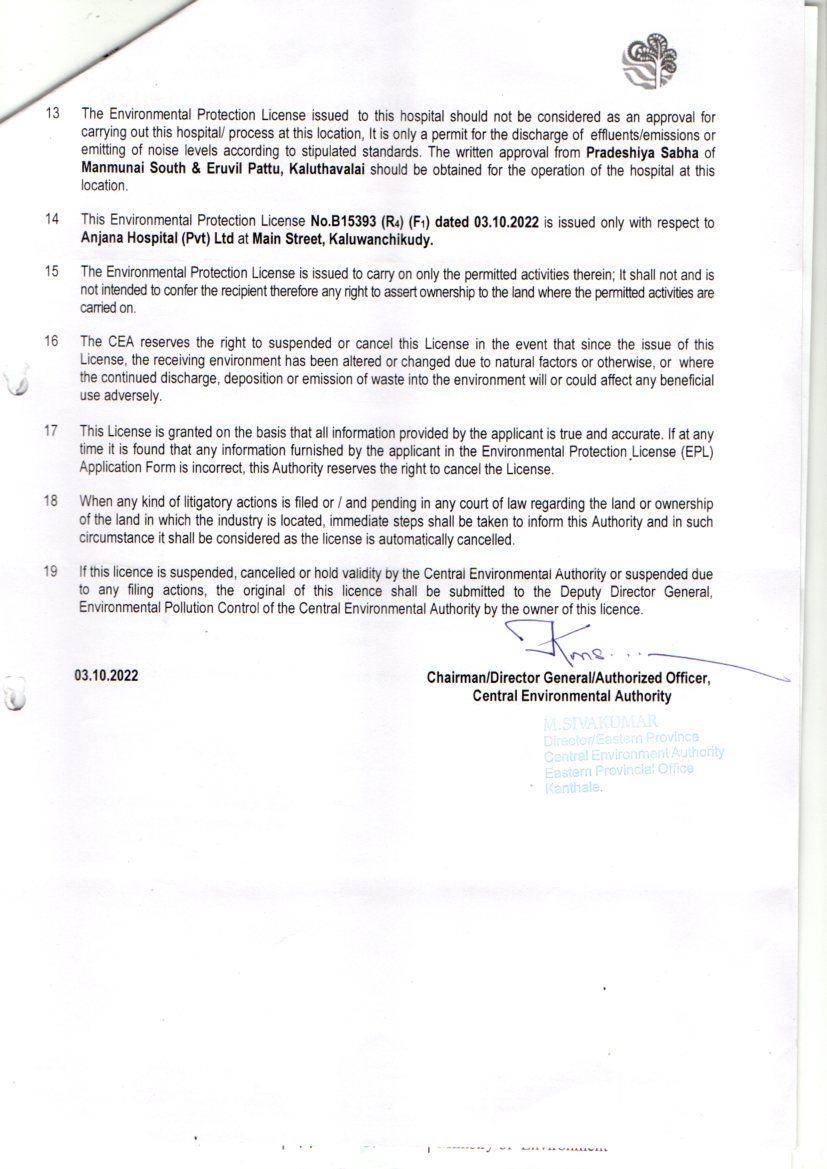 13 The Environmental Protection License issued to this hospital should not be considered as an approval for
carrying out this hospital/ process at this location, It is only a permit for the discharge of effluents/emissions or
emitting of noise levels according to stipulated standards. The written approval from Pradeshiya Sabha of
Manmunai South & Eruvil Pattu, Kaluthavalai should be obtained for the operation of the hospital at this
location.
14 This Environmental Protection License No.B15393 (R4) (F1) dated 03.10.2022 is issued only with respect to
Anjana Hospital (Pvt) Ltd at Main Street, Kaluwanchikudy.
15 The Environmental Protection License is issued to carry on only the permitted activities therein; It shall not and is
not intended to confer the recipient therefore any right to assert ownership to the land where the permitted activities are
carried on.
16 The CEA reserves the right to suspended or cancel this License in the event that since the issue of this
License, the receiving environment has been altered or changed due to natural factors or otherwise, or where
the continued discharge, deposition or emission of waste into the environment will or could affect any beneficial
use adversely.
17 This License is granted on the basis that all information provided by the applicant is true and accurate. If at any
time it is found that any information furnished by the applicant in the Environmental Protection License (EPL)
Application Form is incorrect, this Authority reserves the right to cancel the License.
18 When any kind of litigatory actions is filed or / and pending in any court of law regarding the land or ownership
of the land in which the industry is located, immediate steps shall be taken to inform this Authority and in such
circumstance it shall be considered as the license is automatically cancelled.
19 If this licence is suspended, cancelled or hold validity by the Central Environmental Authority or suspended due
to any filing actions, the original of this licence shall be submitted to the Deputy Director General,
Environmental Pollution Control of the Central Environmental Authority by the owner of this licence.
03.10.2022
Chairman/Director General/Authorized Officer,
Central Environmental Authority
M.SIVAKUMAR
Director/Eastern Province
Central Environment Authority
Eastern Provincial Office
Kanthale.